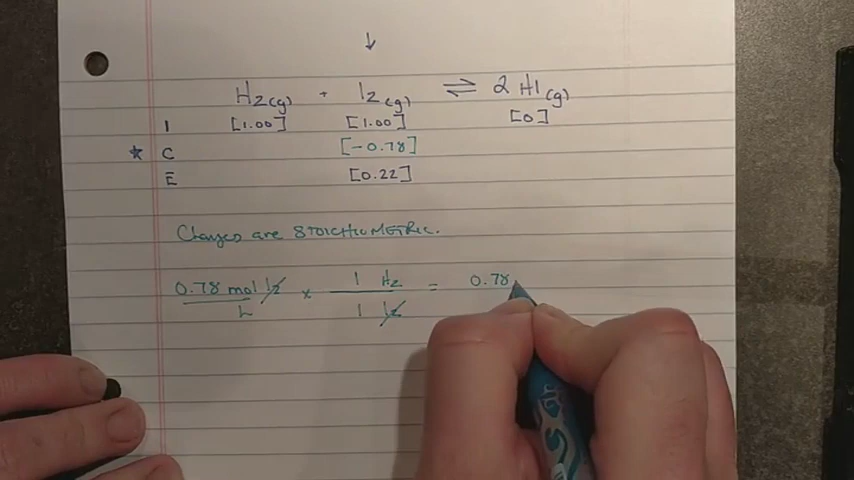 ↓
H2(g) + I2(g) ⇌ 2 HI(g)
I [1.00] [1.00] [0]
* C [-0.78]
E [0.22]
Changes are STOICHIOMETRIC.
0.78 mol I2 / L × 1 H2 / 1 I2 = 0.78